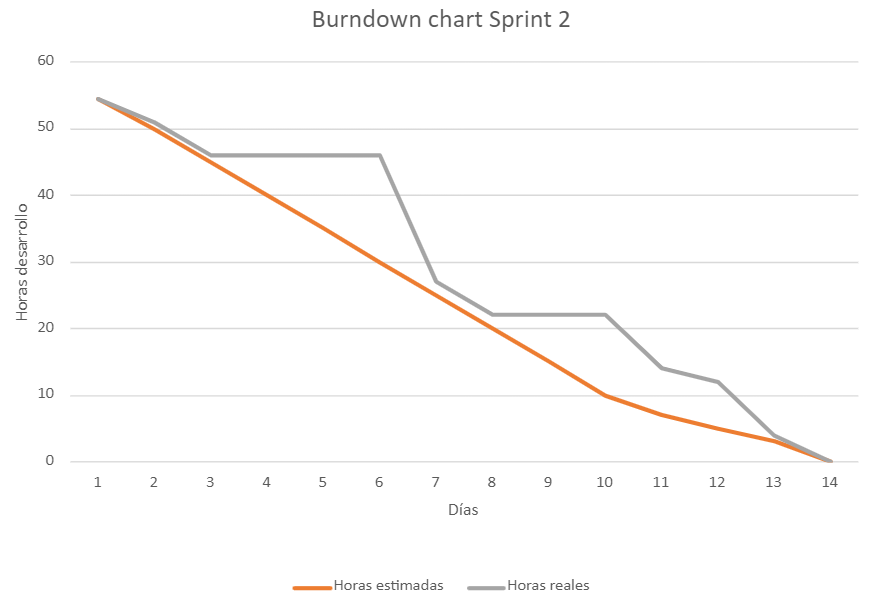 Burndown chart Sprint 2
60
50
40
30
20
10
0
Horas desarrollo
1 2 3 4 5 6 7 8 9 10 11 12 13 14
Días
Horas estimadas Horas reales